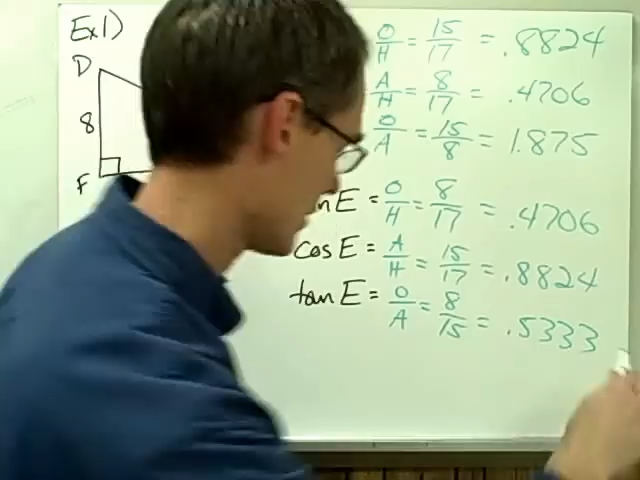 Ex1)
D
8
F
O/H = 15/17 = .8824
A/H = 8/17 = .4706
O/A = 15/8 = 1.875
n E = O/H = 8/17 = .4706
cos E = A/H = 15/17 = .8824
tan E = O/A = 8/15 = .5333